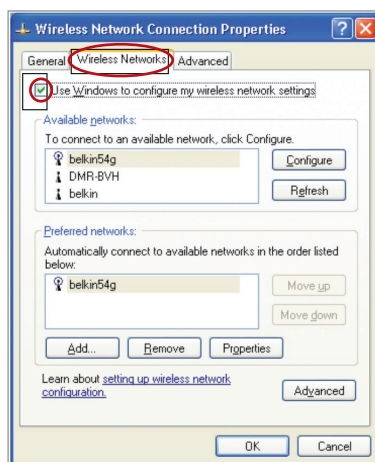 Wireless Network Connection Properties
General Wireless Networks Advanced
Use Windows to configure my wireless network settings
Available networks:
To connect to an available network, click Configure.
belkin54g
DMR-BVH
belkin
Configure
Refresh
Preferred networks:
Automatically connect to available networks in the order listed
below:
belkin54g
Move up
Move down
Add... Remove Properties
Learn about setting up wireless network
configuration.
Advanced
OK Cancel